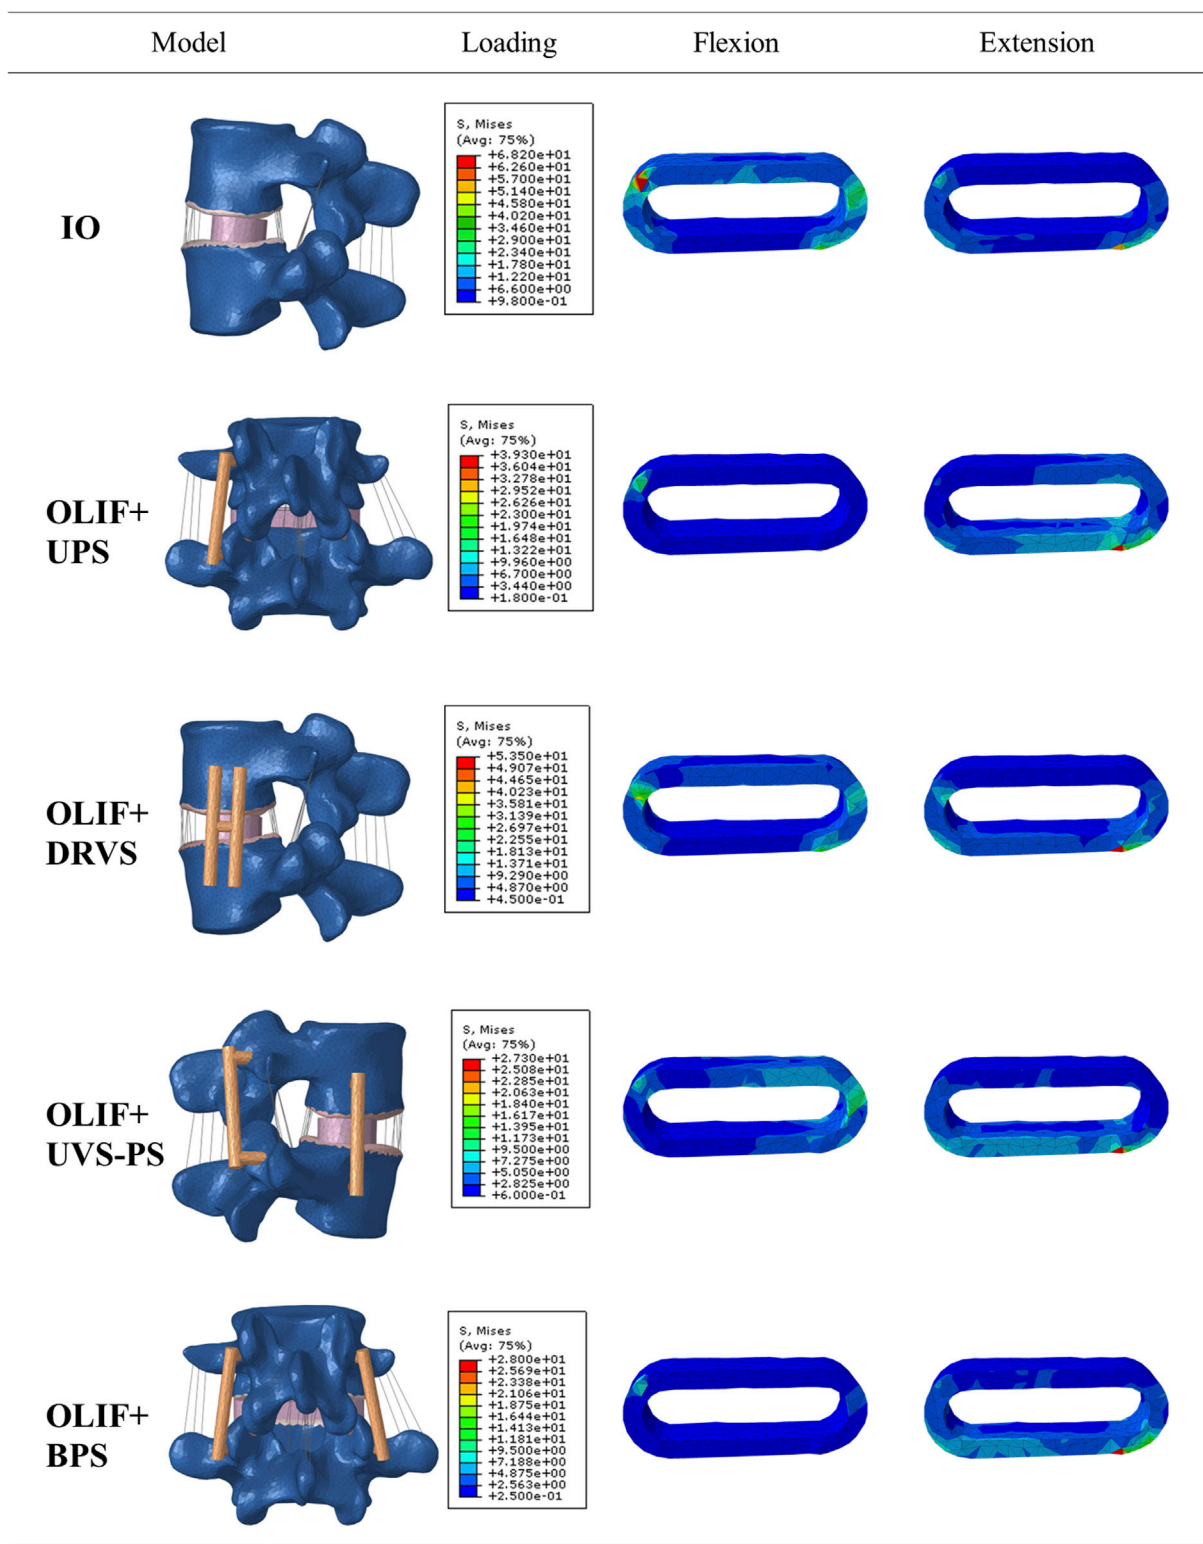 Model Loading Flexion Extension
IO
S, Mises
(Avg: 75%)
+6.820e+01
+6.260e+01
+5.700e+01
+5.140e+01
+4.580e+01
+4.020e+01
+3.460e+01
+2.900e+01
+2.340e+01
+1.780e+01
+1.220e+01
+6.600e+00
+9.800e-01
OLIF+
UPS
S, Mises
(Avg: 75%)
+3.930e+01
+3.604e+01
+3.278e+01
+2.952e+01
+2.626e+01
+2.300e+01
+1.974e+01
+1.648e+01
+1.322e+01
+9.960e+00
+6.700e+00
+3.440e+00
+1.800e-01
OLIF+
DRVS
S, Mises
(Avg: 75%)
+5.350e+01
+4.907e+01
+4.465e+01
+4.023e+01
+3.581e+01
+3.139e+01
+2.697e+01
+2.255e+01
+1.813e+01
+1.371e+01
+9.290e+00
+4.870e+00
+4.500e-01
OLIF+
UVS-PS
S, Mises
(Avg: 75%)
+2.730e+01
+2.508e+01
+2.285e+01
+2.063e+01
+1.840e+01
+1.617e+01
+1.395e+01
+1.173e+01
+9.500e+00
+7.275e+00
+5.050e+00
+2.825e+00
+6.000e-01
OLIF+
BPS
S, Mises
(Avg: 75%)
+2.800e+01
+2.569e+01
+2.338e+01
+2.106e+01
+1.875e+01
+1.644e+01
+1.413e+01
+1.181e+01
+9.500e+00
+7.188e+00
+4.875e+00
+2.563e+00
+2.500e-01